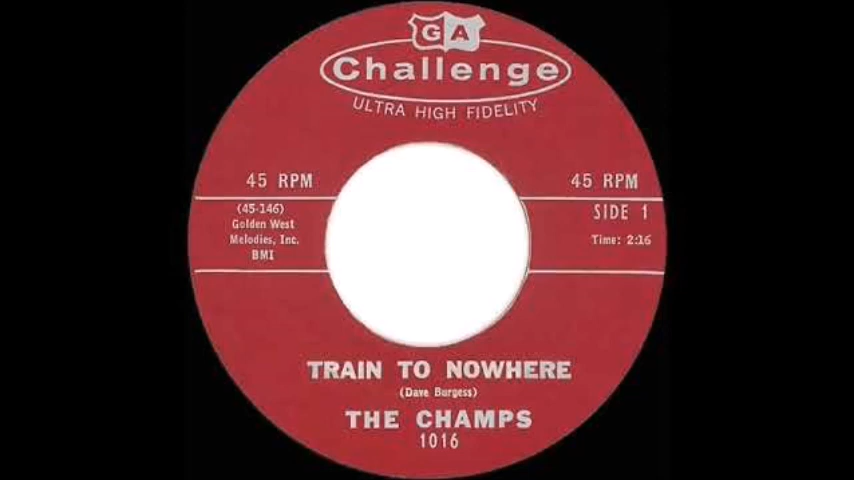 GA
Challenge
ULTRA HIGH FIDELITY
45 RPM
45 RPM
(45-146)
Golden West
Melodies, Inc.
BMI
SIDE 1
Time: 2:16
TRAIN TO NOWHERE
(Dave Burgess)
THE CHAMPS
1016